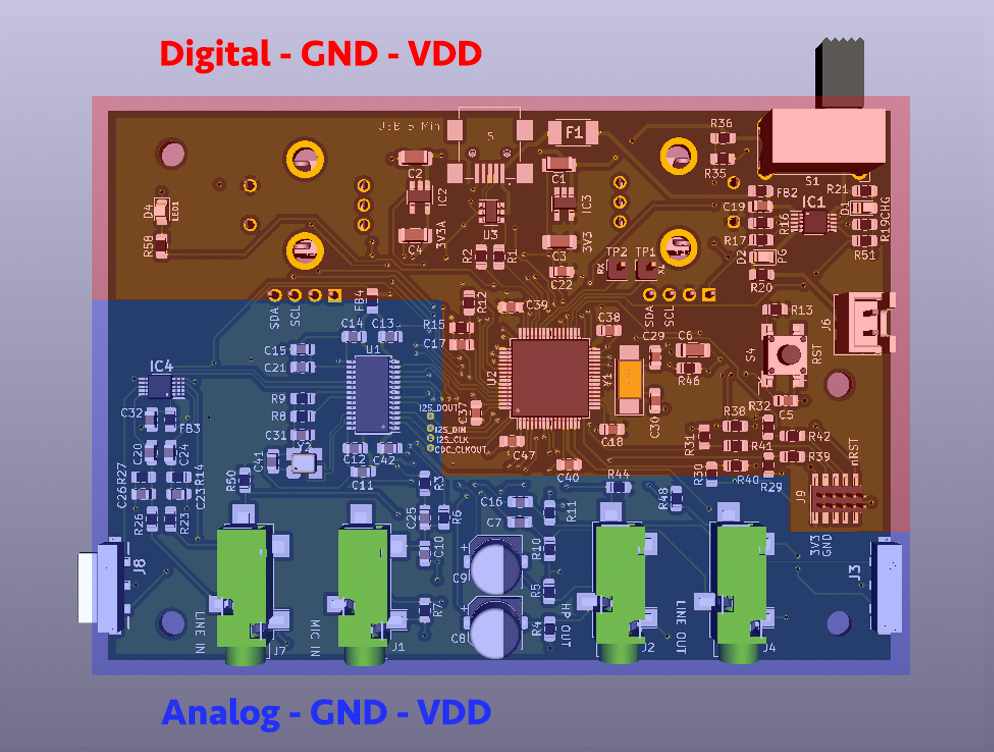 Digital - GND - VDD
F1
R36
C2
C1
R35
S1
R21
FB2
IC1
IC2
IC3
C19
R16
D1
R19
CHG
D4
LED1
U3
C4
3V3A
3V3
R17
R58
R2
R1
C3
TP2
TP1
D2
PG
R51
C22
R20
SDA
SCL
FB4
R12
C39
SDA
SCL
R13
J6
C14
C13
R15
C17
C38
C29
C6
S4
RST
C15
U1
IC4
C21
U2
Y1
R46
R9
I2S_DOUT
C37
C5
C32
R8
I2S_DIN
R38
R32
FB3
C31
I2S_CLK
C18
C30
R31
R42
CDC_CLKOUT
R41
C20
C24
C41
Y2
C12
C42
C47
R39
nRST
C11
C40
R40
R30
R29
R27
C26
R14
C23
R50
R3
R44
R48
J9
C16
R26
R23
C25
R6
C7
R11
3V3
GND
J8
C10
R10
J3
C9
R5
LINE IN
MIC IN
R7
HP OUT
LINE OUT
C8
R4
J7
J1
J2
J4
Analog - GND - VDD